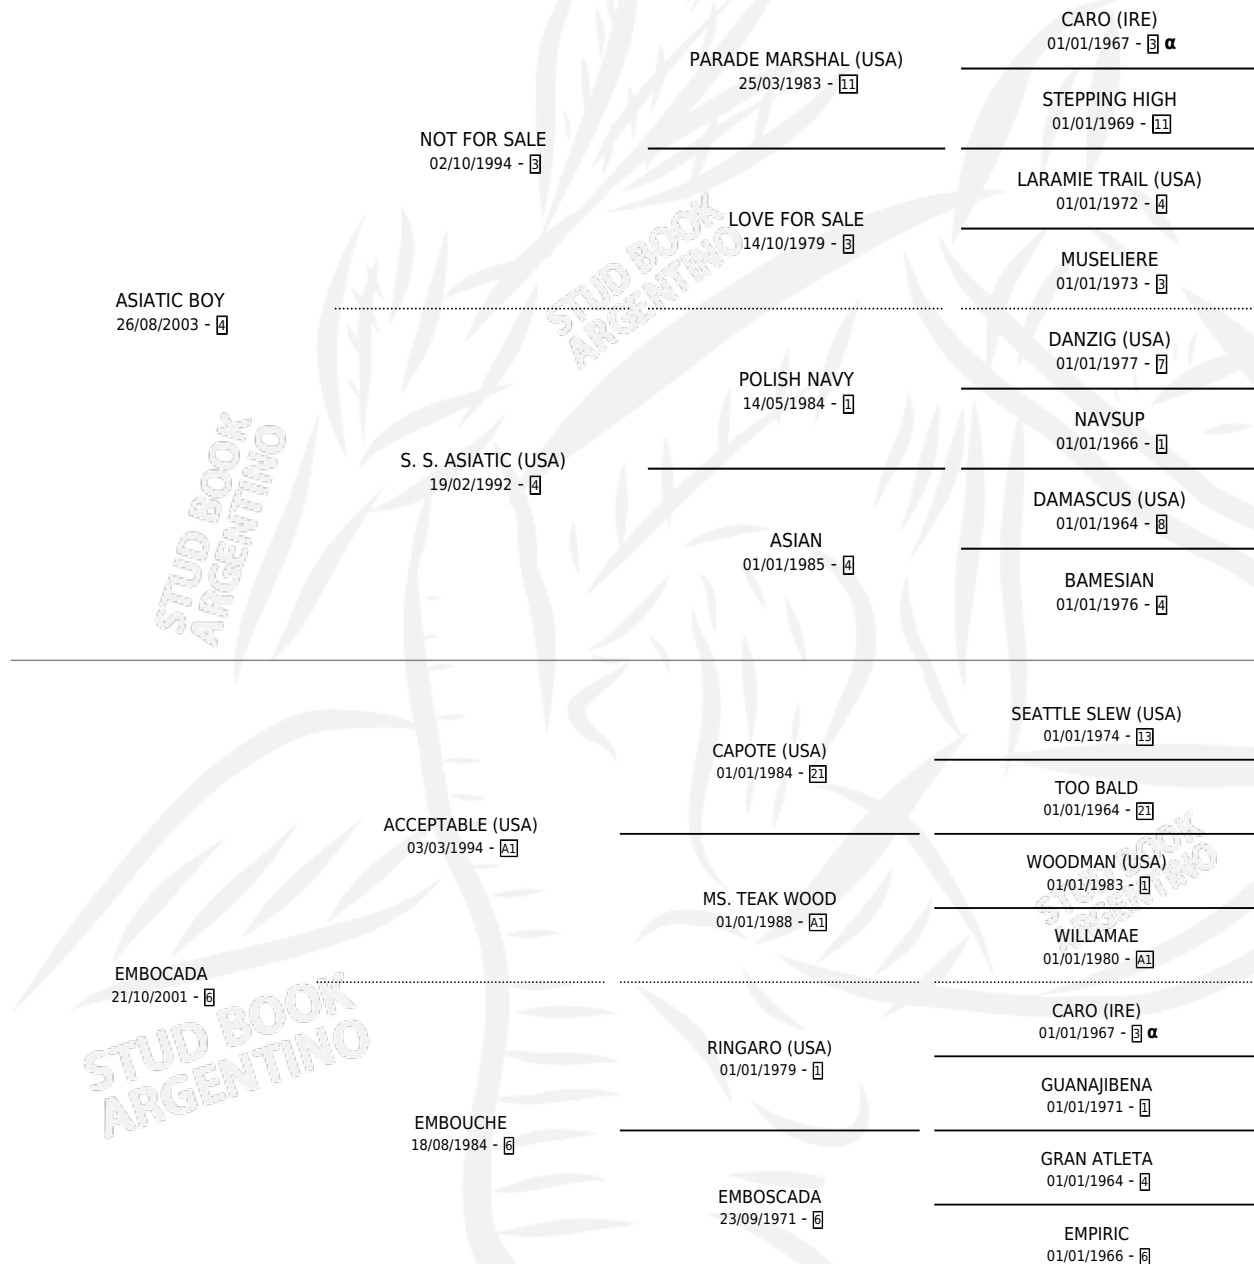 CARO (IRE)
01/01/1967 - 3 α
PARADE MARSHAL (USA)
25/03/1983 - 11
STEPPING HIGH
01/01/1969 - 11
NOT FOR SALE
02/10/1994 - 3
LARAMIE TRAIL (USA)
01/01/1972 - 4
LOVE FOR SALE
14/10/1979 - 3
MUSELIERE
01/01/1973 - 3
STUD BOOK
ARGENTINO
ASIATIC BOY
26/08/2003 - 4
DANZIG (USA)
01/01/1977 - 7
POLISH NAVY
14/05/1984 - 1
NAVSUP
01/01/1966 - 1
S. S. ASIATIC (USA)
19/02/1992 - 4
DAMASCUS (USA)
01/01/1964 - 8
ASIAN
01/01/1985 - 4
BAMESIAN
01/01/1976 - 4
STUD BOOK
ARGENTINO
SEATTLE SLEW (USA)
01/01/1974 - 13
CAPOTE (USA)
01/01/1984 - 21
TOO BALD
01/01/1964 - 21
ACCEPTABLE (USA)
03/03/1994 - A1
WOODMAN (USA)
01/01/1983 - 1
MS. TEAK WOOD
01/01/1988 - A1
WILLAMAE
01/01/1980 - A1
STUD BOOK
ARGENTINO
EMBOCADA
21/10/2001 - 6
CARO (IRE)
01/01/1967 - 3 α
RINGARO (USA)
01/01/1979 - 1
GUANAJIBENA
01/01/1971 - 1
STUD BOOK
ARGENTINO
EMBOUCHE
18/08/1984 - 6
GRAN ATLETA
01/01/1964 - 4
EMBOSCADA
23/09/1971 - 6
EMPIRIC
01/01/1966 - 6